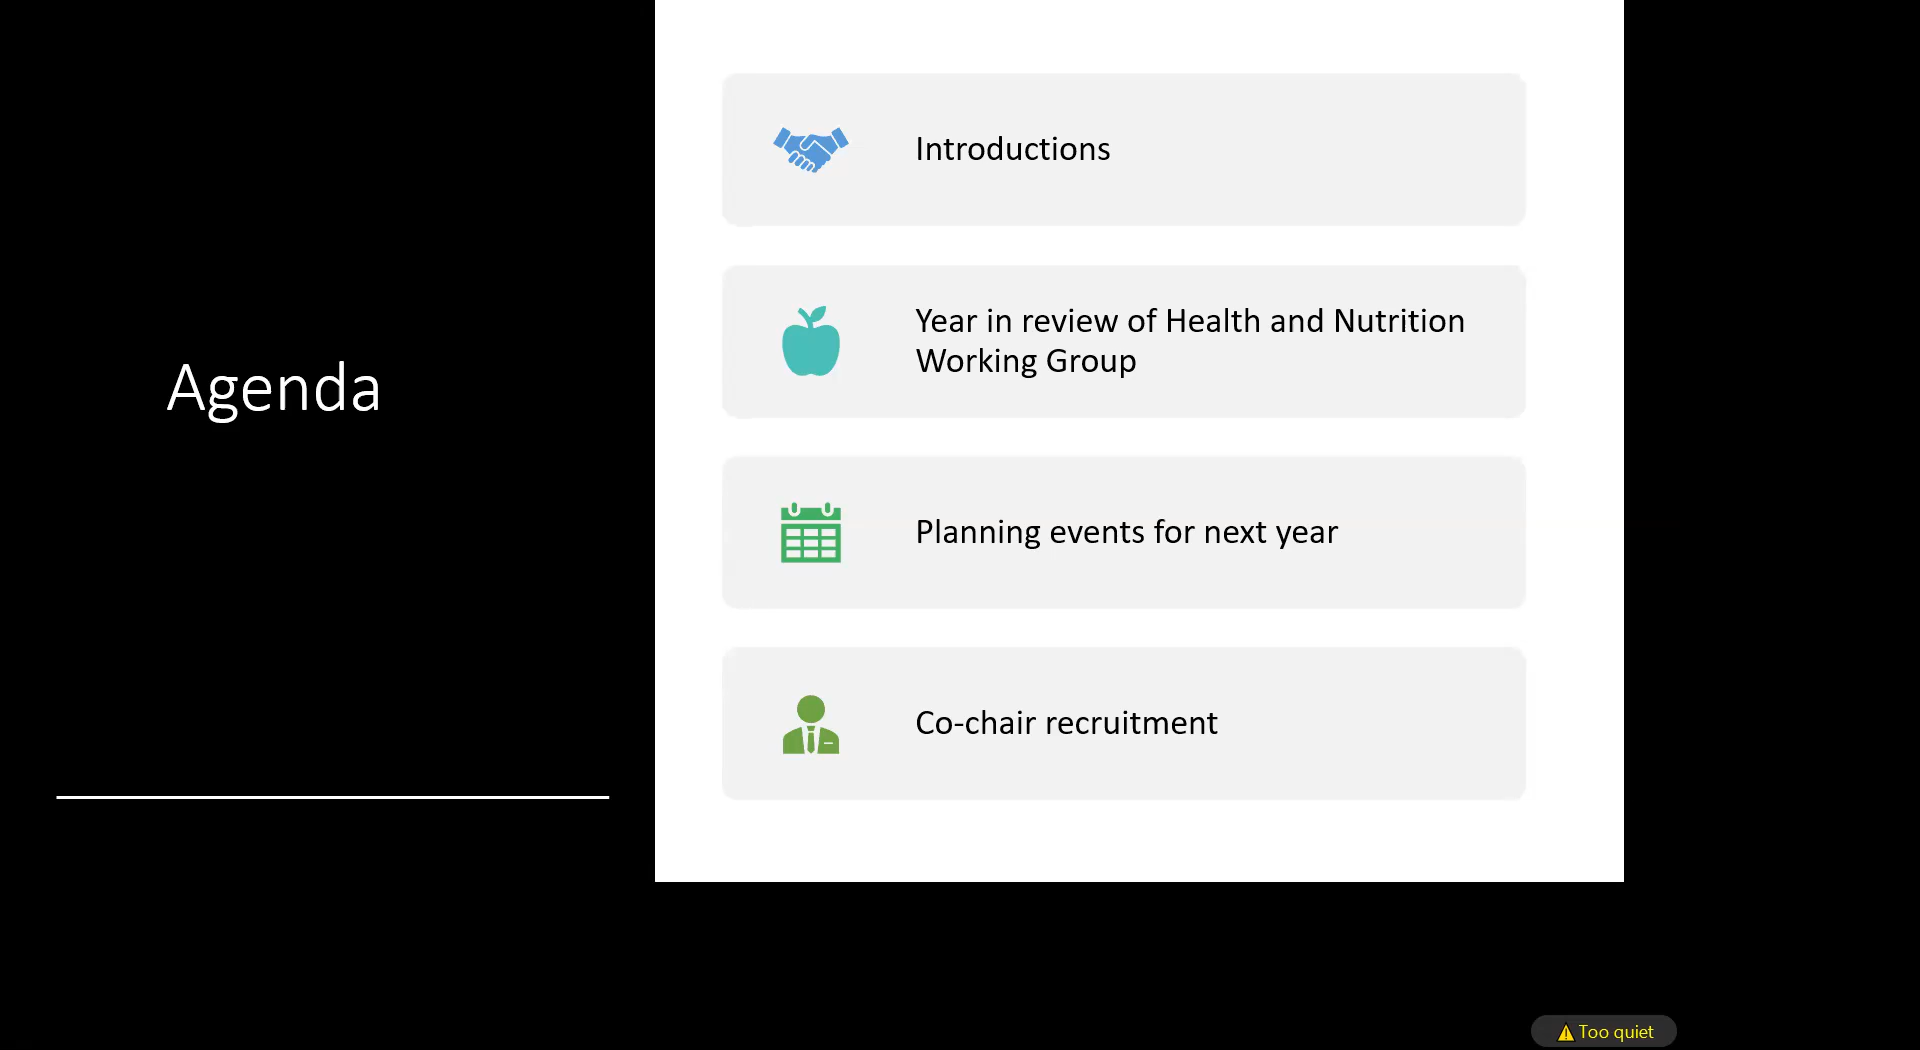 Agenda
Introductions
Year in review of Health and Nutrition
Working Group
Planning events for next year
Co-chair recruitment
Too quiet